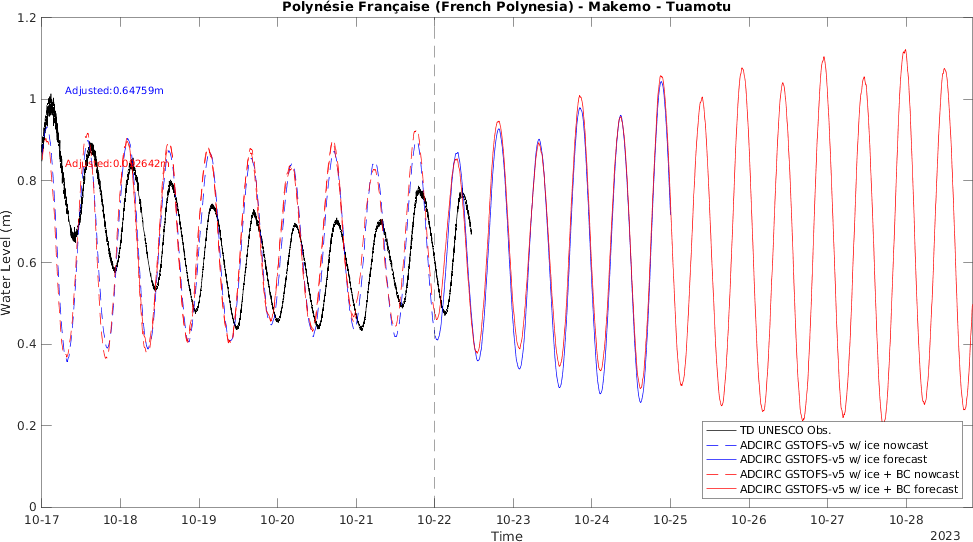 Polynésie Française (French Polynesia) - Makemo - Tuamotu
1.2
1
0.8
0.6
0.4
0.2
0
Water Level (m)
Adjusted:0.64759m
TD UNESCO Obs.
ADCIRC GSTOFS-v5 w/ ice nowcast
ADCIRC GSTOFS-v5 w/ ice forecast
ADCIRC GSTOFS-v5 w/ ice + BC nowcast
ADCIRC GSTOFS-v5 w/ ice + BC forecast
10-17 10-18 10-19 10-20 10-21 10-22 10-23 10-24 10-25 10-26 10-27 10-28
Time
2023